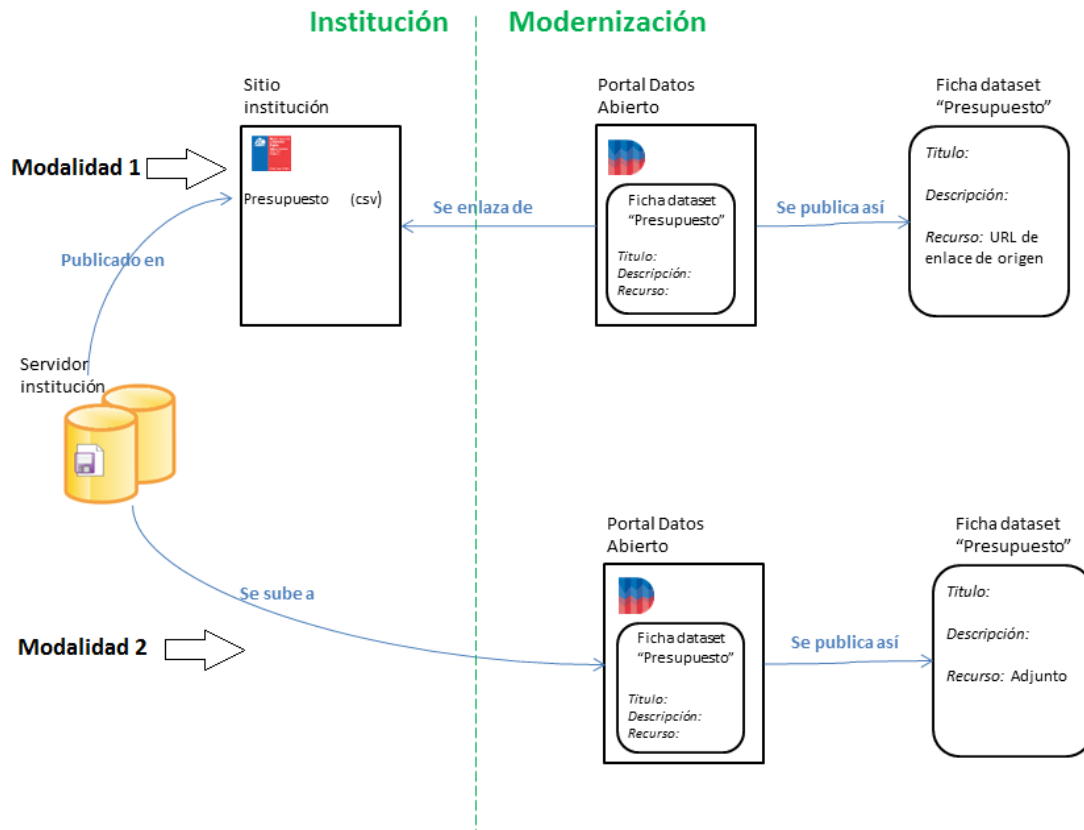 Institución
Modernización
Sitio
institución
Portal Datos
Abierto
Ficha dataset
“Presupuesto”
Modalidad 1
Presupuesto (csv)
Se enlaza de
Ficha dataset
“Presupuesto”
Titulo:
Descripción:
Recurso:
Se publica así
Titulo:
Descripción:
Recurso: URL de
enlace de origen
Publicado en
Servidor
institución
Portal Datos
Abierto
Ficha dataset
“Presupuesto”
Se sube a
Modalidad 2
Ficha dataset
“Presupuesto”
Titulo:
Descripción:
Recurso:
Se publica así
Titulo:
Descripción:
Recurso: Adjunto